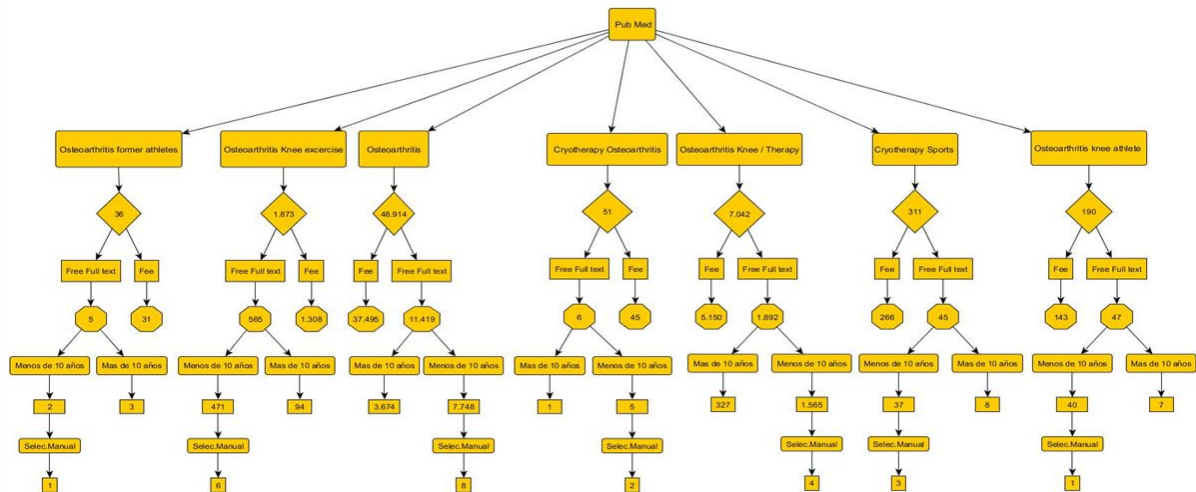 Pub Med
Osteoarthritis former athletes
Osteoarthritis Knee excercise
Osteoarthritis
Cryotherapy Osteoarthritis
Osteoarthritis Knee / Therapy
Cryotherapy Sports
Osteoarthritis knee athlete
36
1.873
48.914
51
7.042
311
190
Free Full text
Fee
Free Full text
Fee
Fee
Free Full text
Free Full text
Fee
Fee
Free Full text
Fee
Free Full text
Fee
Free Full text
5
31
565
1.308
37.495
11.419
6
45
5.150
1.892
266
45
143
47
Menos de 10 años
Mas de 10 años
Menos de 10 años
Mas de 10 años
Mas de 10 años
Menos de 10 años
Mas de 10 años
Menos de 10 años
Mas de 10 años
Menos de 10 años
Menos de 10 años
Mas de 10 años
Menos de 10 años
Mas de 10 años
2
3
471
94
3.674
7.748
1
5
327
1.565
37
8
40
7
Selec.Manual
Selec.Manual
Selec.Manual
Selec.Manual
Selec.Manual
Selec.Manual
Selec.Manual
1
6
8
2
4
3
1